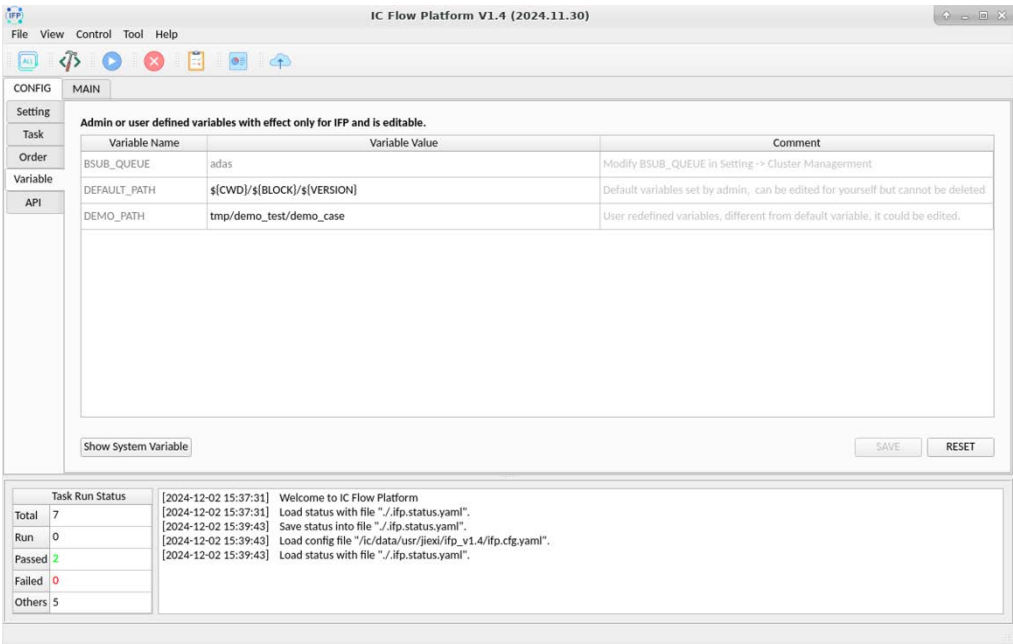 IFP
IC Flow Platform V1.4 (2024.11.30)
File View Control Tool Help
ALL
CONFIG MAIN
Setting
Task
Order
Variable
API
Admin or user defined variables with effect only for IFP and is editable.
Variable Name Variable Value Comment
BSUB_QUEUE adas Modify BSUB_QUEUE in Setting -> Cluster Managerment
DEFAULT_PATH ${CWD}/${BLOCK}/${VERSION} Default variables set by admin, can be edited for yourself but cannot be deleted
DEMO_PATH tmp/demo_test/demo_case User redefined variables, different from default variable, it could be edited.
Show System Variable SAVE RESET
Task Run Status
Total 7
Run 0
Passed 2
Failed 0
Others 5
[2024-12-02 15:37:31] Welcome to IC Flow Platform
[2024-12-02 15:37:31] Load status with file "./.ifp.status.yaml".
[2024-12-02 15:39:43] Save status into file "./.ifp.status.yaml".
[2024-12-02 15:39:43] Load config file "/ic/data/usr/jiexi/ifp_v1.4/ifp.cfg.yaml".
[2024-12-02 15:39:43] Load status with file "./.ifp.status.yaml".